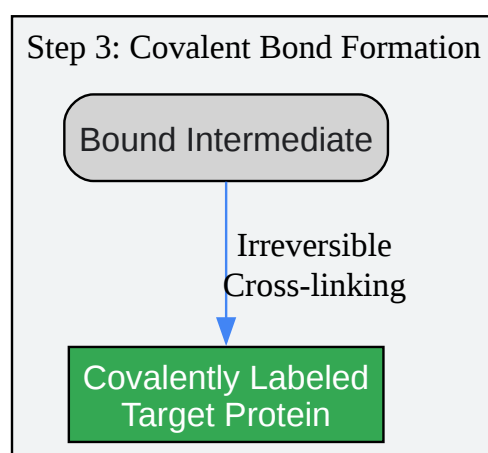 Step 3: Covalent Bond Formation
Bound Intermediate
Irreversible
Cross-linking
Covalently Labeled
Target Protein